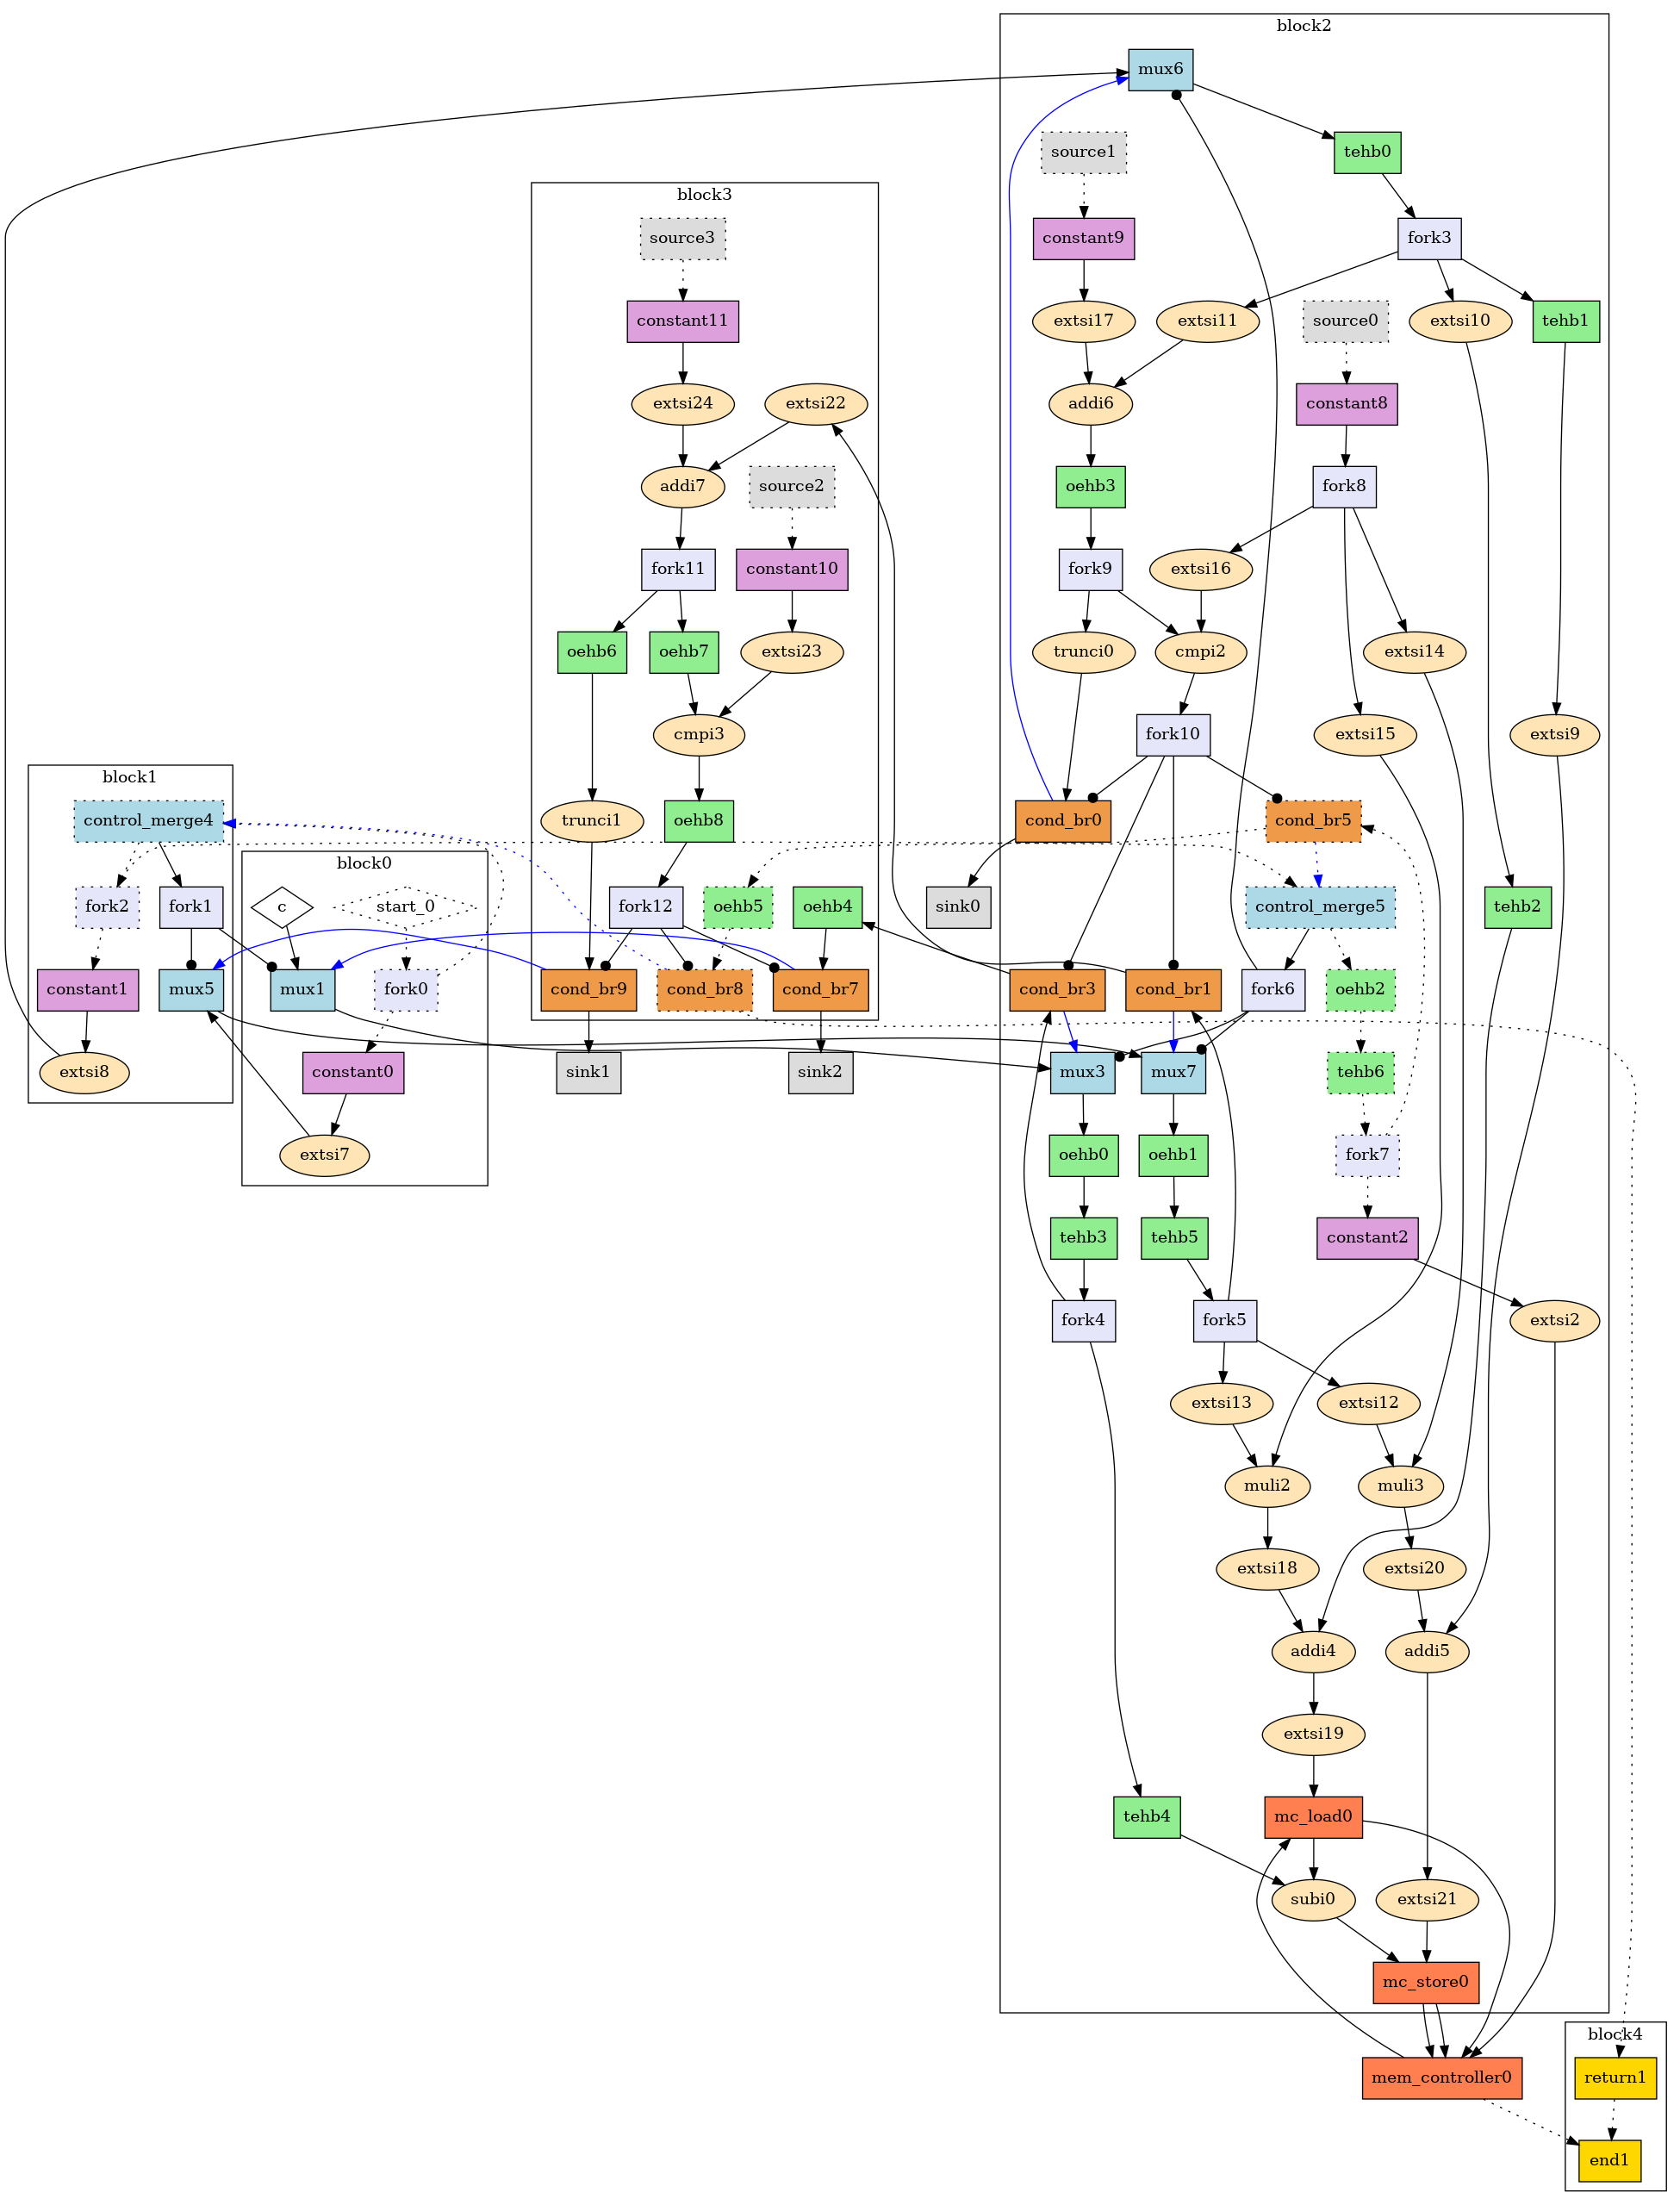 block2
mux6
source1
tehb0
block3
source3
constant9
fork3
constant11
extsi17
extsi11
source0
extsi10
tehb1
extsi24
extsi22
addi6
constant8
addi7
source2
oehb3
fork8
fork11
constant10
fork9
extsi16
oehb6
oehb7
extsi23
trunci0
cmpi2
extsi14
cmpi3
fork10
extsi15
extsi9
block1
control_merge4
trunci1
oehb8
cond_br0
cond_br5
block0
fork2
fork1
c
start_0
fork12
oehb5
oehb4
sink0
control_merge5
tehb2
constant1
mux5
mux1
fork0
cond_br9
cond_br8
cond_br7
cond_br3
cond_br1
fork6
oehb2
extsi8
constant0
sink1
sink2
mux3
mux7
tehb6
extsi7
oehb0
oehb1
fork7
tehb3
tehb5
constant2
fork4
fork5
extsi2
extsi13
extsi12
muli2
muli3
extsi18
extsi20
addi4
addi5
extsi19
tehb4
mc_load0
subi0
extsi21
mc_store0
block4
mem_controller0
return1
end1